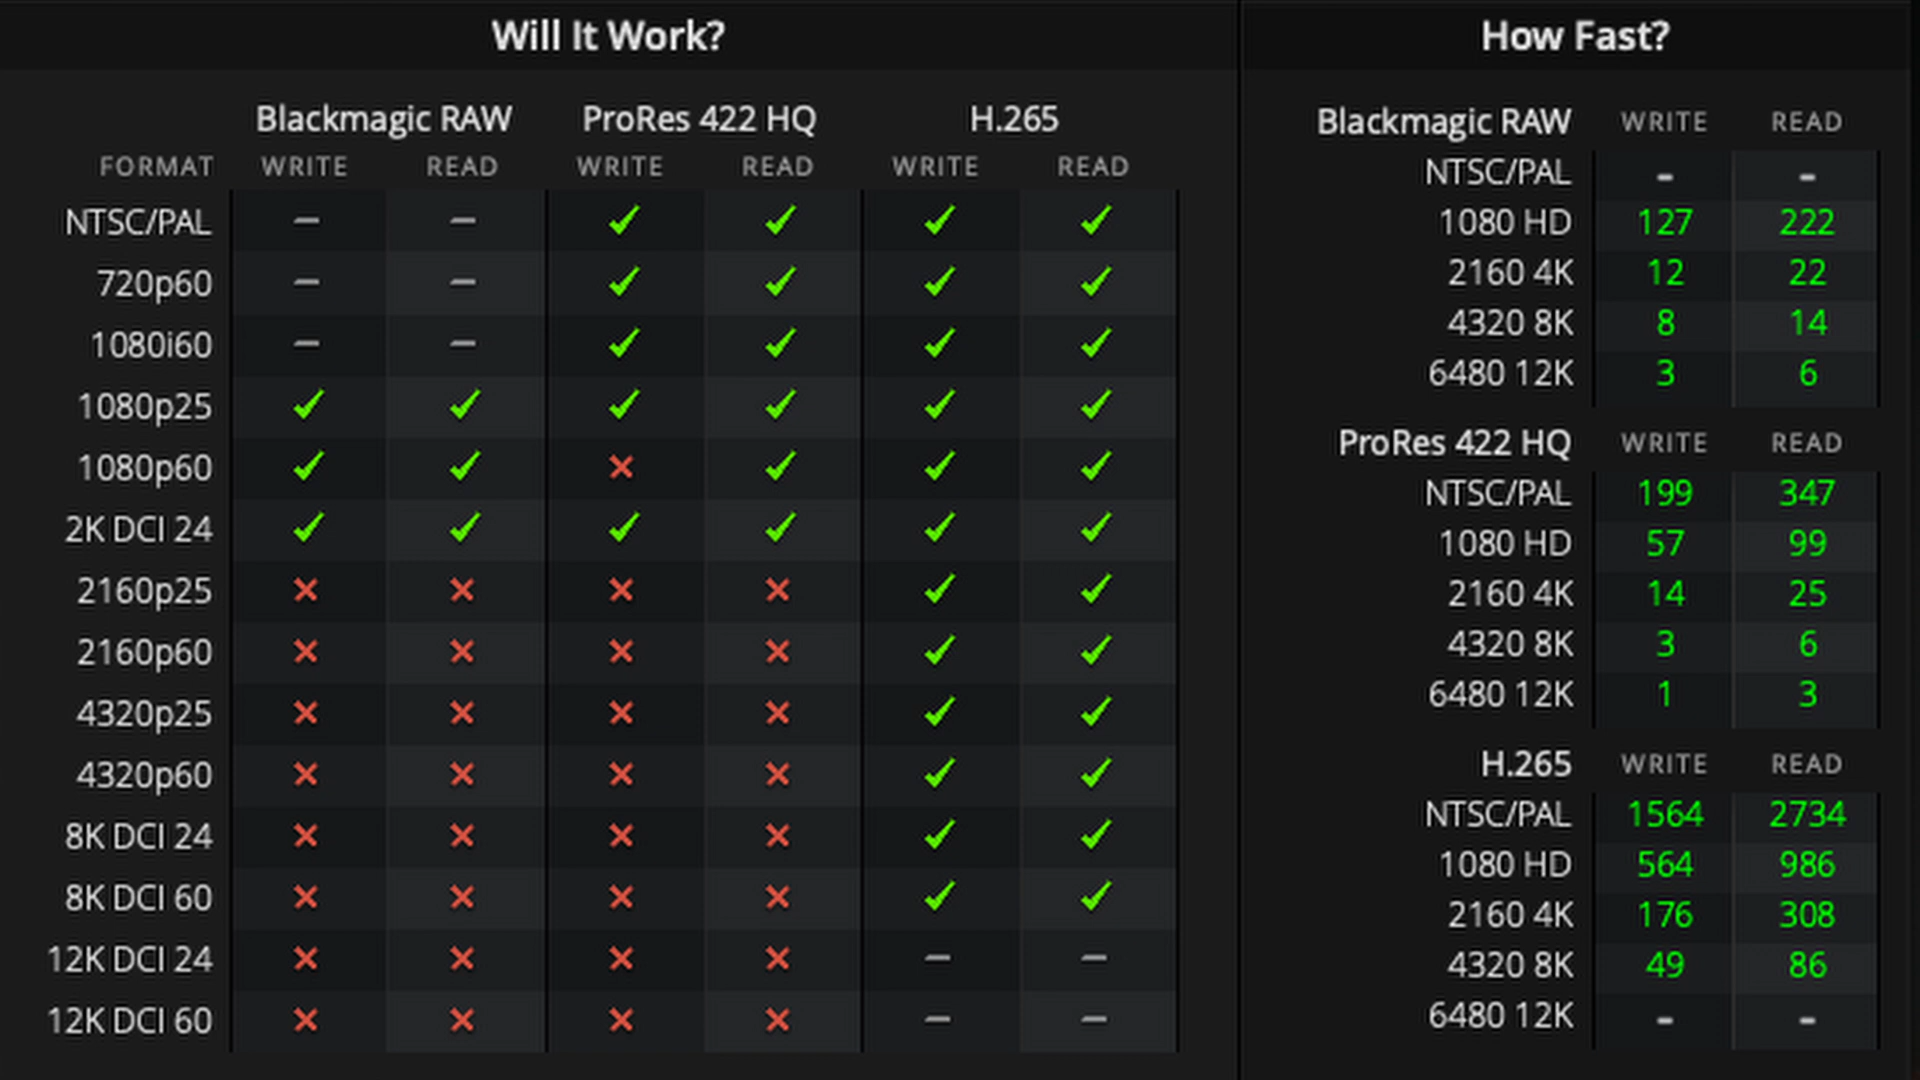 Will It Work?
Blackmagic RAW ProRes 422 HQ H.265
FORMAT WRITE READ WRITE READ WRITE READ
NTSC/PAL – – ✓ ✓ ✓ ✓
720p60 – – ✓ ✓ ✓ ✓
1080i60 – – ✓ ✓ ✓ ✓
1080p25 ✓ ✓ ✓ ✓ ✓ ✓
1080p60 ✓ ✓ ✕ ✓ ✓ ✓
2K DCI 24 ✓ ✓ ✓ ✓ ✓ ✓
2160p25 ✕ ✕ ✕ ✕ ✓ ✓
2160p60 ✕ ✕ ✕ ✕ ✓ ✓
4320p25 ✕ ✕ ✕ ✕ ✓ ✓
4320p60 ✕ ✕ ✕ ✕ ✓ ✓
8K DCI 24 ✕ ✕ ✕ ✕ ✓ ✓
8K DCI 60 ✕ ✕ ✕ ✕ ✓ ✓
12K DCI 24 ✕ ✕ ✕ ✕ – –
12K DCI 60 ✕ ✕ ✕ ✕ – –
How Fast?
Blackmagic RAW WRITE READ
NTSC/PAL - -
1080 HD 127 222
2160 4K 12 22
4320 8K 8 14
6480 12K 3 6
ProRes 422 HQ WRITE READ
NTSC/PAL 199 347
1080 HD 57 99
2160 4K 14 25
4320 8K 3 6
6480 12K 1 3
H.265 WRITE READ
NTSC/PAL 1564 2734
1080 HD 564 986
2160 4K 176 308
4320 8K 49 86
6480 12K - -